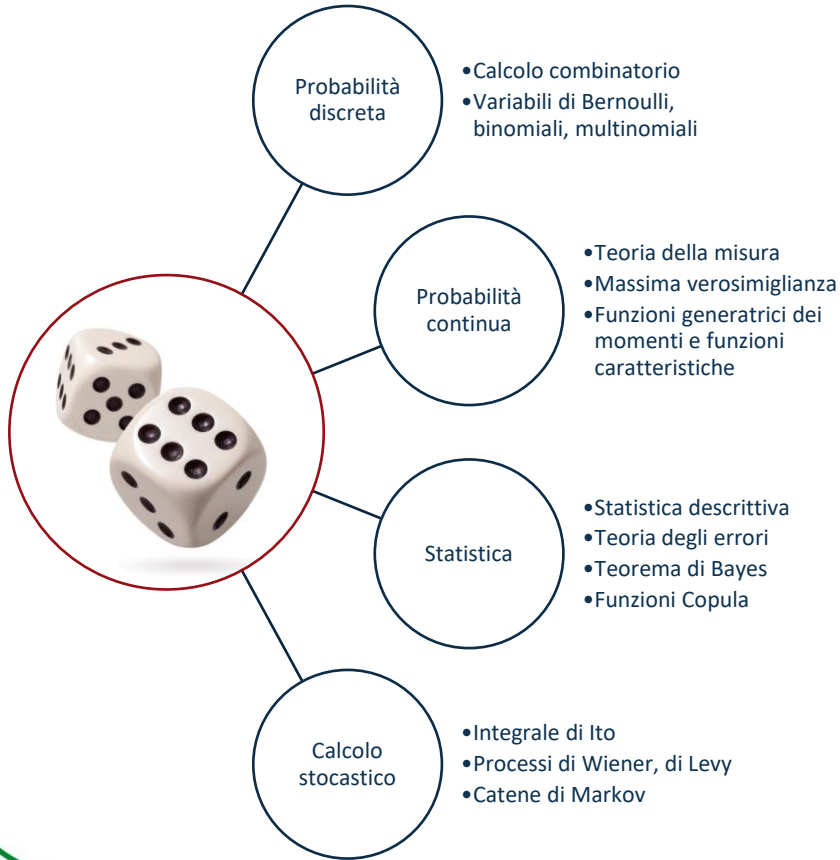 Probabilità
discreta
•Calcolo combinatorio
•Variabili di Bernoulli,
binomiali, multinomiali
Probabilità
continua
•Teoria della misura
•Massima verosimiglianza
•Funzioni generatrici dei
momenti e funzioni
caratteristiche
Statistica
•Statistica descrittiva
•Teoria degli errori
•Teorema di Bayes
•Funzioni Copula
Calcolo
stocastico
•Integrale di Ito
•Processi di Wiener, di Levy
•Catene di Markov